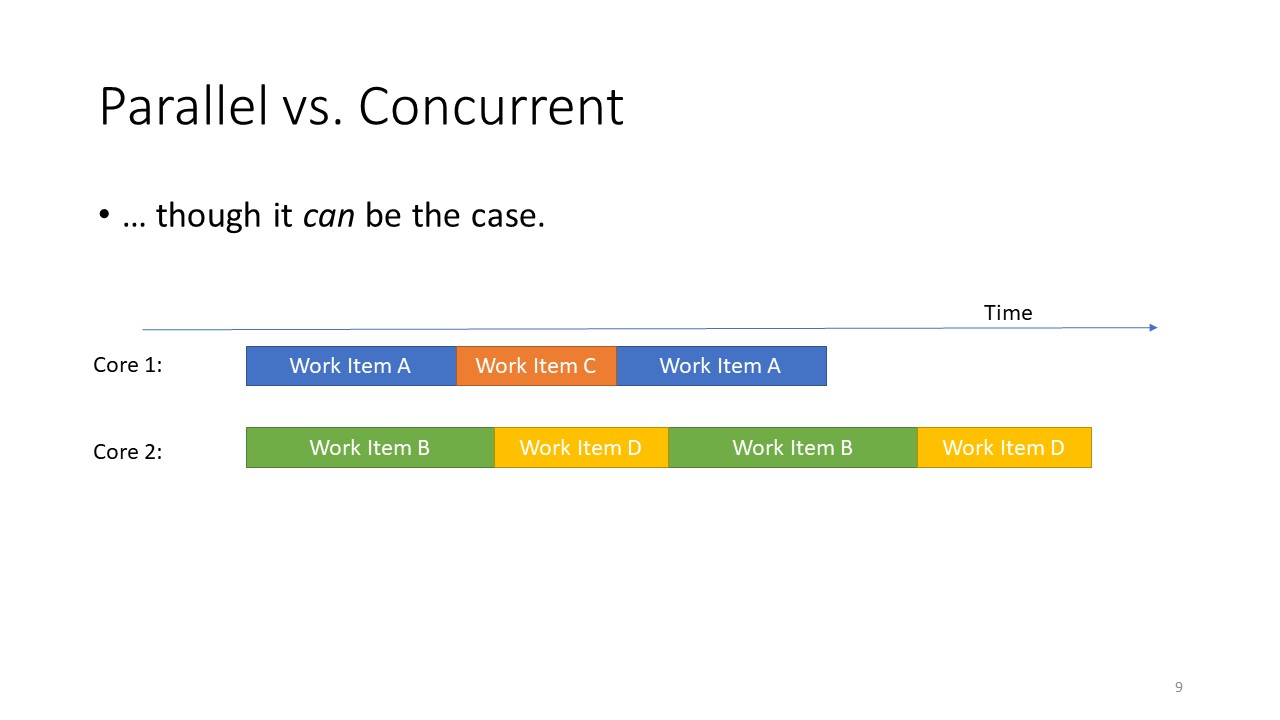 Parallel vs. Concurrent
• … though it can be the case.
Time
Core 1:
Work Item A
Work Item C
Work Item A
Core 2:
Work Item B
Work Item D
Work Item B
Work Item D
9